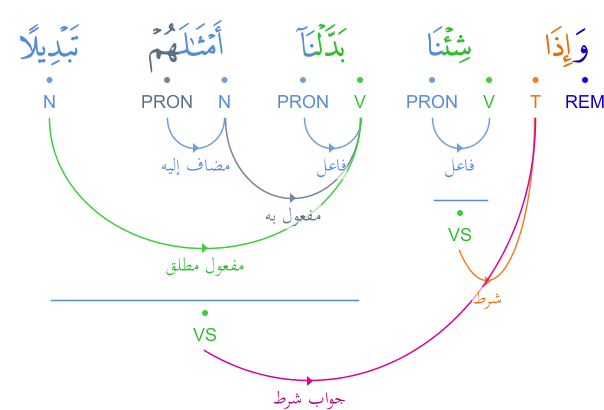 وَإِذَا شِئْنَا بَدَّلْنَآ أَمْثَـٰلَهُمْ تَبْدِيلًا
REM T V PRON V PRON N PRON N
فاعل فاعل مضاف إليه
مفعول به
VS
مفعول مطلق
شرط
VS
جواب شرط